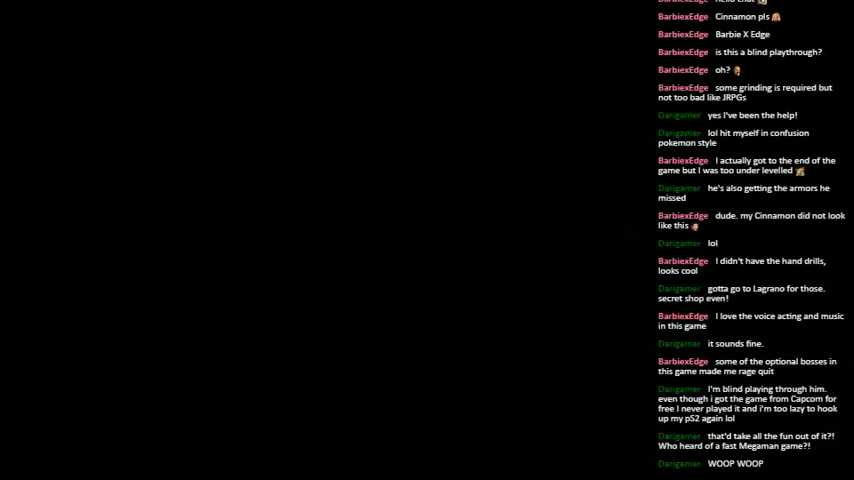 BarbiexEdge hello chat
BarbiexEdge Cinnamon pls
BarbiexEdge Barbie X Edge
BarbiexEdge is this a blind playthrough?
BarbiexEdge oh?
BarbiexEdge some grinding is required but
not too bad like JRPGs
Darigamer yes I've been the help!
Darigamer lol hit myself in confusion
pokemon style
BarbiexEdge I actually got to the end of the
game but I was too under levelled
Darigamer he's also getting the armors he
missed
BarbiexEdge dude. my Cinnamon did not look
like this
Darigamer lol
BarbiexEdge I didn't have the hand drills,
looks cool
Darigamer gotta go to Lagrano for those.
secret shop even!
BarbiexEdge I love the voice acting and music
in this game
Darigamer it sounds fine.
BarbiexEdge some of the optional bosses in
this game made me rage quit
Darigamer I'm blind playing through him.
even though i got the game from Capcom for
free I never played it and i'm too lazy to hook
up my pS2 again lol
Darigamer that'd take all the fun out of it?!
Who heard of a fast Megaman game?!
Darigamer WOOP WOOP